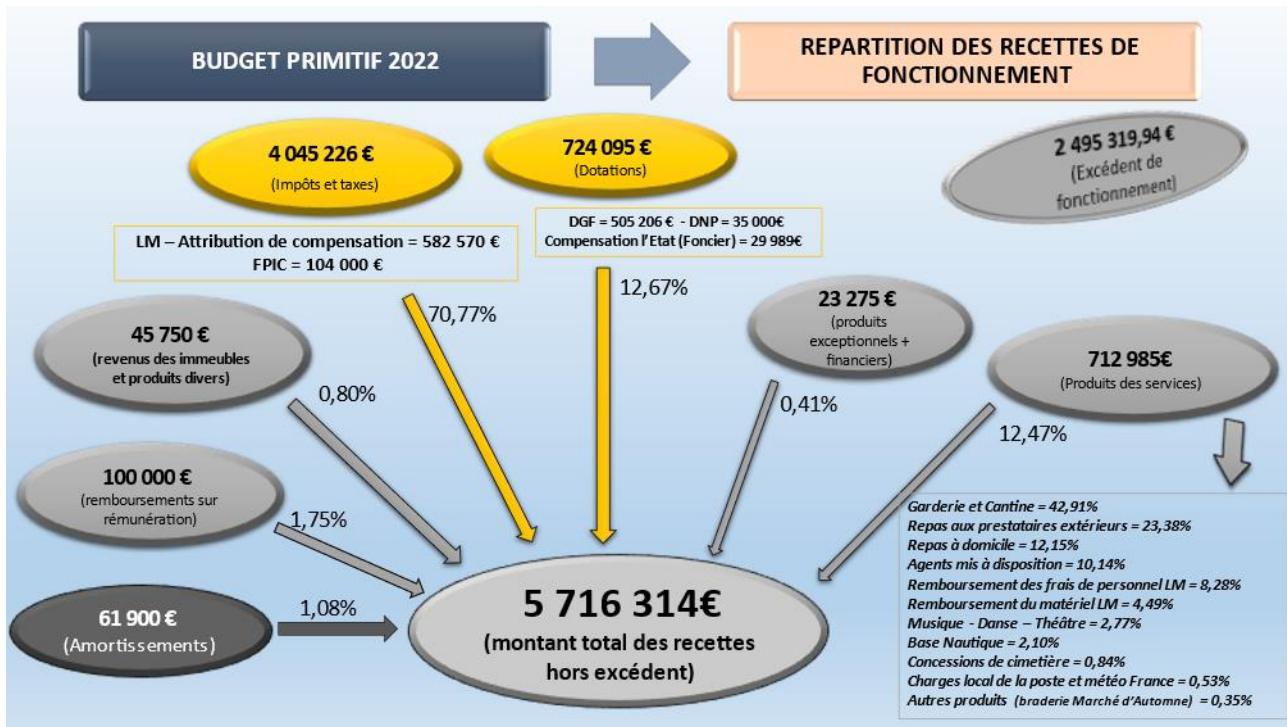 BUDGET PRIMITIF 2022
REPARTITION DES RECETTES DE
FONCTIONNEMENT
4 045 226 €
(Impôts et taxes)
724 095 €
(Dotations)
2 495 319,94 €
(Excédent de
fonctionnement)
LM – Attribution de compensation = 582 570 €
FPIC = 104 000 €
DGF = 505 206 € - DNP = 35 000€
Compensation l'Etat (Foncier) = 29 989€
70,77%
12,67%
45 750 €
(revenus des immeubles
et produits divers)
0,80%
23 275 €
(produits
exceptionnels +
financiers)
0,41%
712 985€
(Produits des services)
12,47%
100 000 €
(remboursements sur
rémunération)
1,75%
61 900 €
(Amortissements)
1,08%
5 716 314€
(montant total des recettes
hors excédent)
Garderie et Cantine = 42,91%
Repas aux prestataires extérieurs = 23,38%
Repas à domicile = 12,15%
Agents mis à disposition = 10,14%
Remboursement des frais de personnel LM = 8,28%
Remboursement du matériel LM = 4,49%
Musique - Danse – Théâtre = 2,77%
Base Nautique = 2,10%
Concessions de cimetière = 0,84%
Charges local de la poste et météo France = 0,53%
Autres produits (braderie Marché d'Automne) = 0,35%